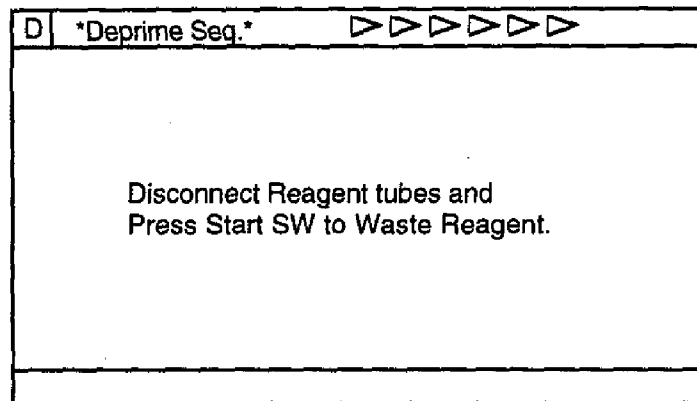 D *Deprime Seq.* ▷▷▷▷▷▷
Disconnect Reagent tubes and
Press Start SW to Waste Reagent.